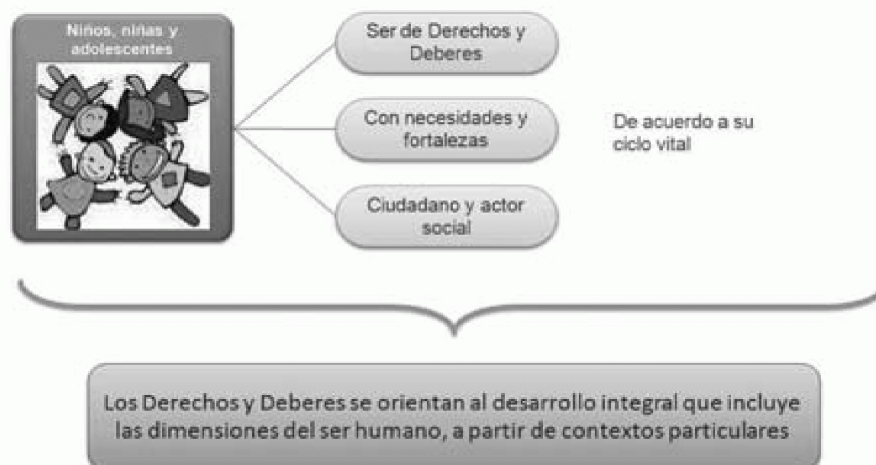 Niños, niñas y
adolescentes
Ser de Derechos y
Deberes
Con necesidades y
fortalezas
De acuerdo a su
ciclo vital
Ciudadano y actor
social
Los Derechos y Deberes se orientan al desarrollo integral que incluye
las dimensiones del ser humano, a partir de contextos particulares